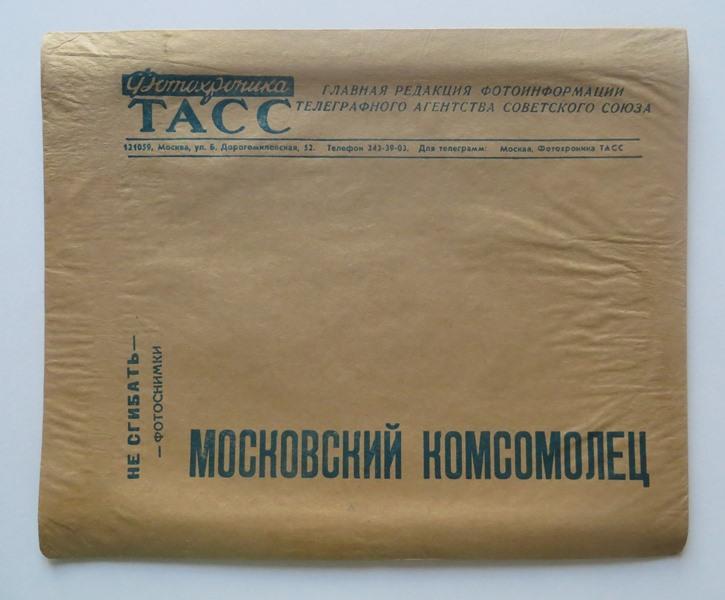 Фотохроника
ТАСС
ГЛАВНАЯ РЕДАКЦИЯ ФОТОИНФОРМАЦИИ
ТЕЛЕГРАФНОГО АГЕНТСТВА СОВЕТСКОГО СОЮЗА
121059, Москва, ул. Б. Дорогомиловская, 52. Телефон 243-39-03. Для телеграмм: Москва, Фотохроника ТАСС
НЕ СГИБАТЬ—
— ФОТОСНИМКИ
МОСКОВСКИЙ КОМСОМОЛЕЦ